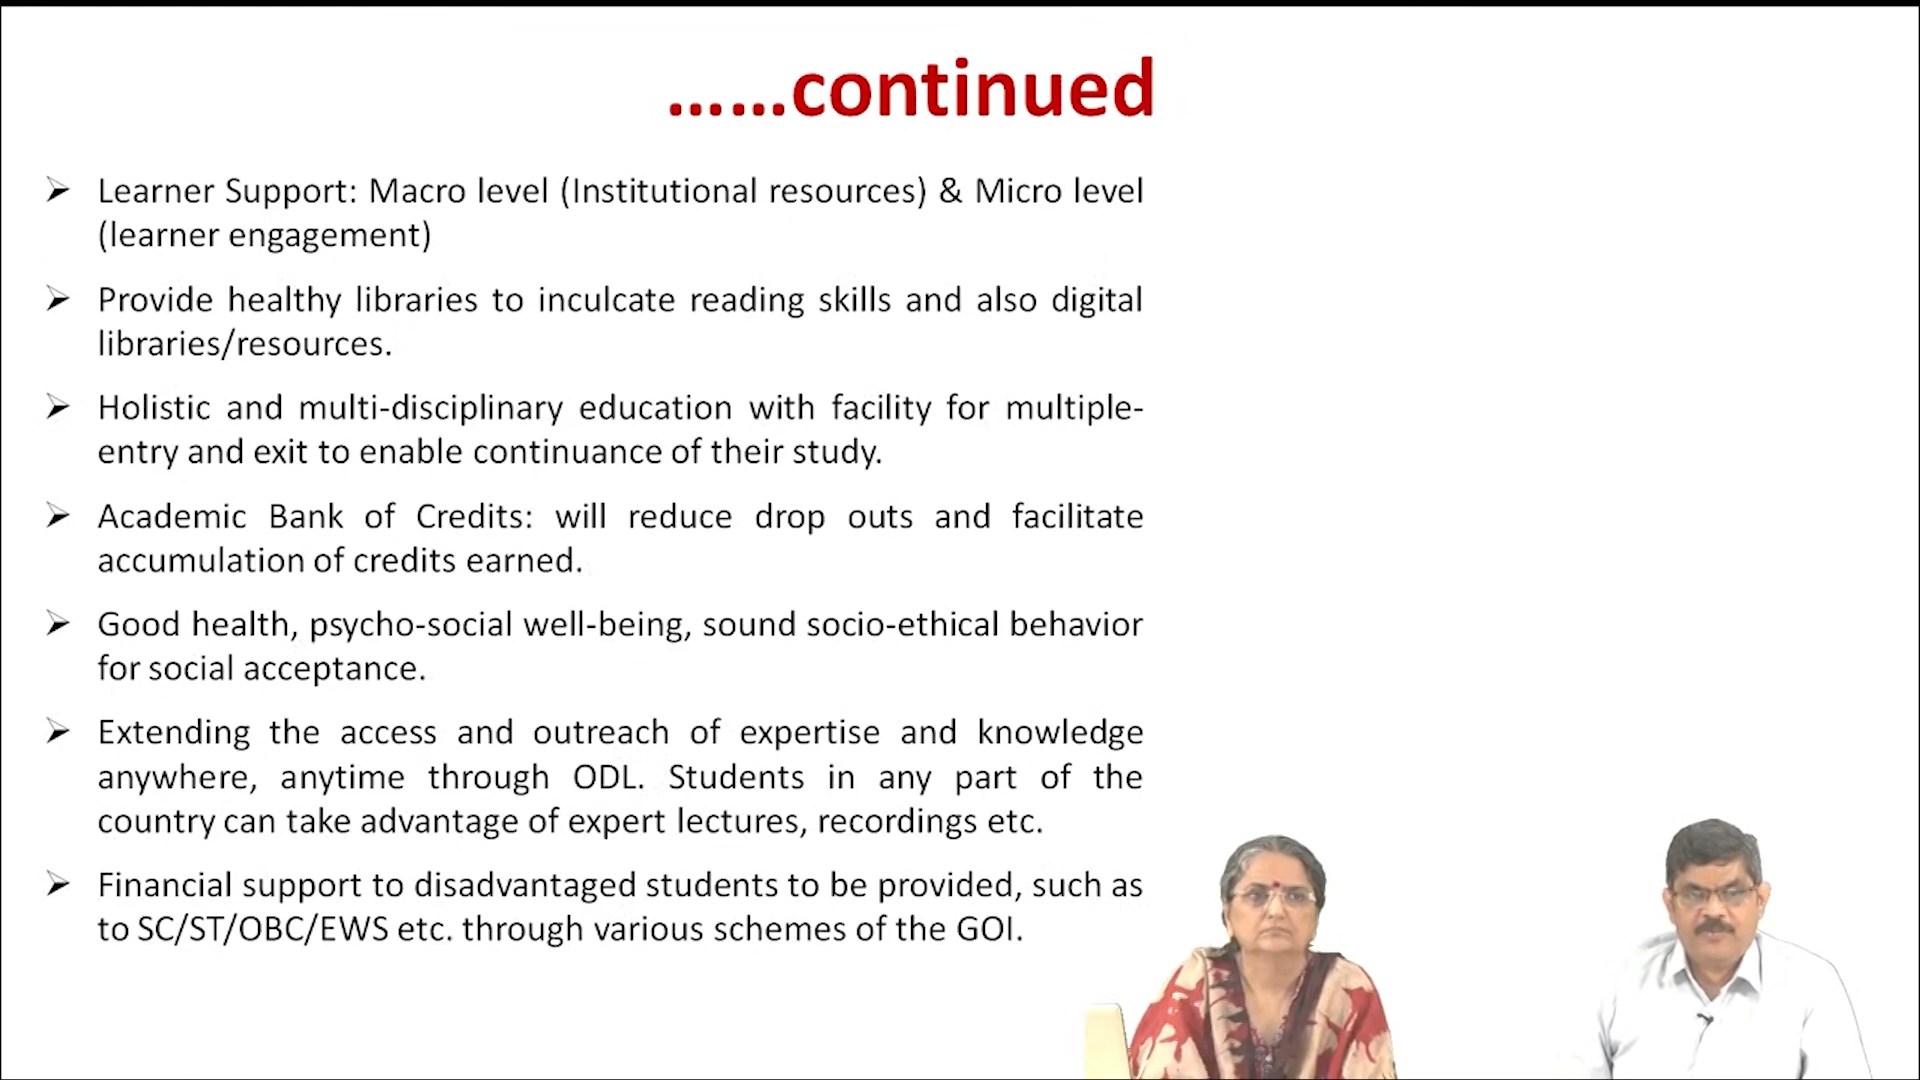 ......continued
➢ Learner Support: Macro level (Institutional resources) & Micro level
(learner engagement)
➢ Provide healthy libraries to inculcate reading skills and also digital
libraries/resources.
➢ Holistic and multi-disciplinary education with facility for multiple-
entry and exit to enable continuance of their study.
➢ Academic Bank of Credits: will reduce drop outs and facilitate
accumulation of credits earned.
➢ Good health, psycho-social well-being, sound socio-ethical behavior
for social acceptance.
➢ Extending the access and outreach of expertise and knowledge
anywhere, anytime through ODL. Students in any part of the
country can take advantage of expert lectures, recordings etc.
➢ Financial support to disadvantaged students to be provided, such as
to SC/ST/OBC/EWS etc. through various schemes of the GOI.